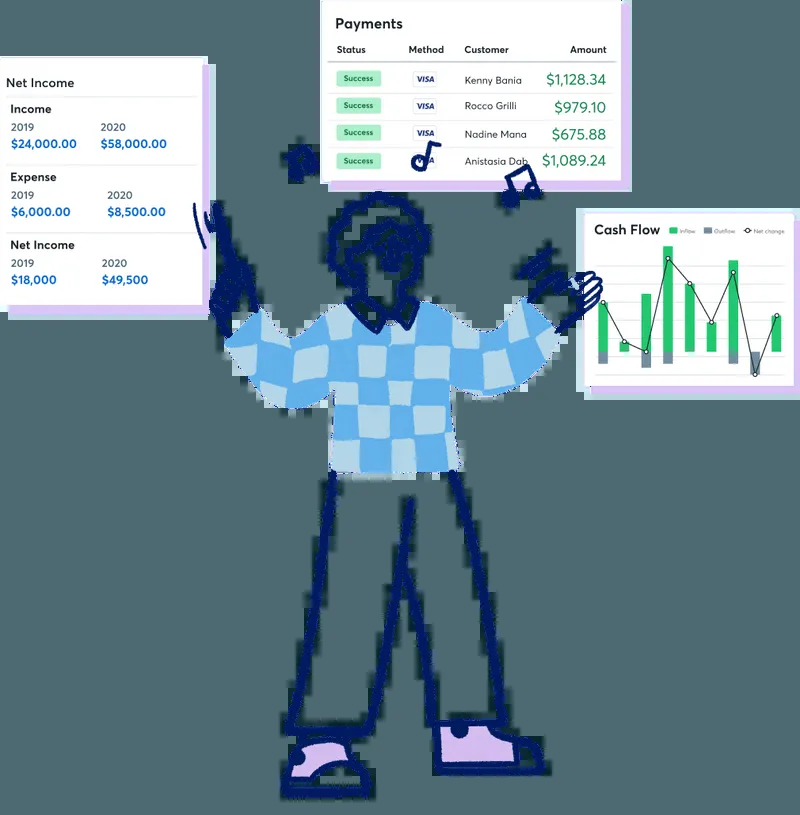 Payments
Status Method Customer Amount
Success VISA Kenny Bania $1,128.34
Success VISA Rocco Grilli $979.10
Success VISA Nadine Mana $675.88
Success VISA Anistasia Dab $1,089.24
Net Income
Income
2019 2020
$24,000.00 $58,000.00
Expense
2019 2020
$6,000.00 $8,500.00
Net Income
2019 2020
$18,000 $49,500
Cash Flow Inflow Outflow Net change